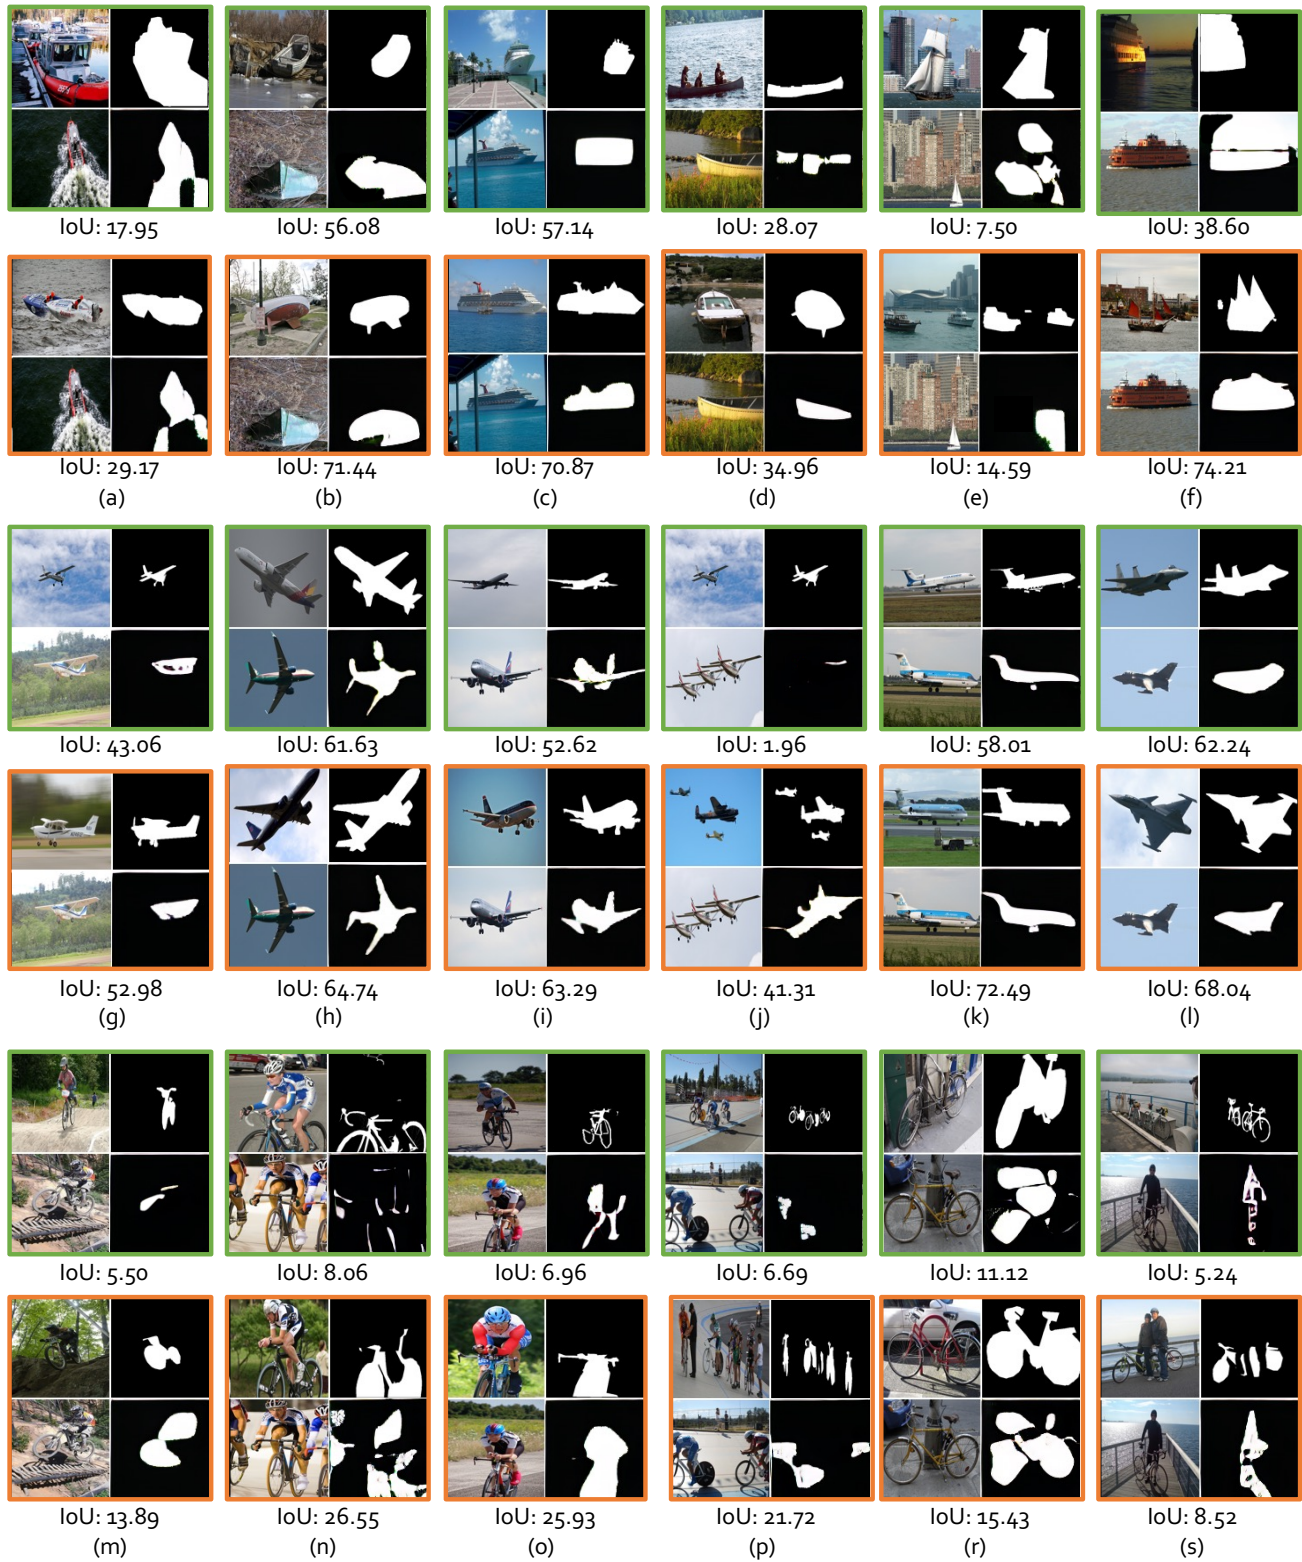 IoU: 17.95 IoU: 56.08 IoU: 57.14 IoU: 28.07 IoU: 7.50 IoU: 38.60
IoU: 29.17 IoU: 71.44 IoU: 70.87 IoU: 34.96 IoU: 14.59 IoU: 74.21
(a) (b) (c) (d) (e) (f)
IoU: 43.06 IoU: 61.63 IoU: 52.62 IoU: 1.96 IoU: 58.01 IoU: 62.24
IoU: 52.98 IoU: 64.74 IoU: 63.29 IoU: 41.31 IoU: 72.49 IoU: 68.04
(g) (h) (i) (j) (k) (l)
IoU: 5.50 IoU: 8.06 IoU: 6.96 IoU: 6.69 IoU: 11.12 IoU: 5.24
IoU: 13.89 IoU: 26.55 IoU: 25.93 IoU: 21.72 IoU: 15.43 IoU: 8.52
(m) (n) (o) (p) (r) (s)